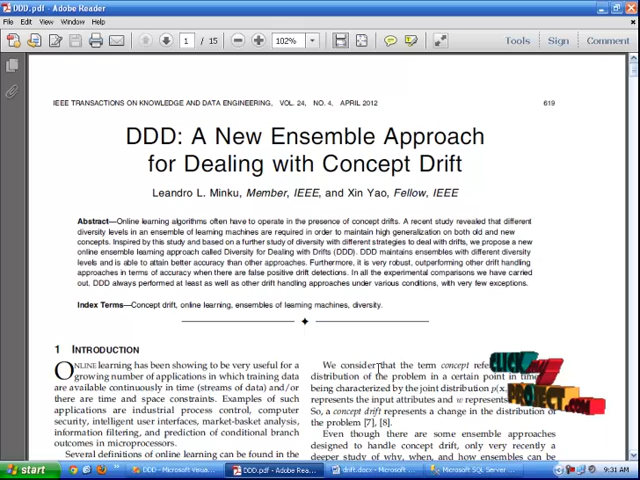 DDD.pdf - Adobe Reader
File Edit View Window Help
1 / 15 102% Tools Sign Comment
IEEE TRANSACTIONS ON KNOWLEDGE AND DATA ENGINEERING, VOL. 24, NO. 4, APRIL 2012 619
DDD: A New Ensemble Approach
for Dealing with Concept Drift
Leandro L. Minku, Member, IEEE, and Xin Yao, Fellow, IEEE
Abstract—Online learning algorithms often have to operate in the presence of concept drifts. A recent study revealed that different
diversity levels in an ensemble of learning machines are required in order to maintain high generalization on both old and new
concepts. Inspired by this study and based on a further study of diversity with different strategies to deal with drifts, we propose a new
online ensemble learning approach called Diversity for Dealing with Drifts (DDD). DDD maintains ensembles with different diversity
levels and is able to attain better accuracy than other approaches. Furthermore, it is very robust, outperforming other drift handling
approaches in terms of accuracy when there are false positive drift detections. In all the experimental comparisons we have carried
out, DDD always performed at least as well as other drift handling approaches under various conditions, with very few exceptions.
Index Terms—Concept drift, online learning, ensembles of learning machines, diversity.
1 INTRODUCTION
ONLINE learning has been showing to be very useful for a
growing number of applications in which training data
are available continuously in time (streams of data) and/or
there are time and space constraints. Examples of such
applications are industrial process control, computer
security, intelligent user interfaces, market-basket analysis,
information filtering, and prediction of conditional branch
outcomes in microprocessors.
Several definitions of online learning can be found in the
We consider that the term concept refe
distribution of the problem in a certain point in time
being characterized by the joint distribution p(x,
represents the input attributes and w represents
So, a concept drift represents a change in the distribution of
the problem [7], [8].
Even though there are some ensemble approaches
designed to handle concept drift, only very recently a
deeper study of why, when, and how ensembles can be
CLICK MY
PROJECT.COM
start DDD - Microsoft Visua... DDD.pdf - Adobe Rea... drift.docx - Microsoft ... Microsoft SQL Server ... 9:31 AM